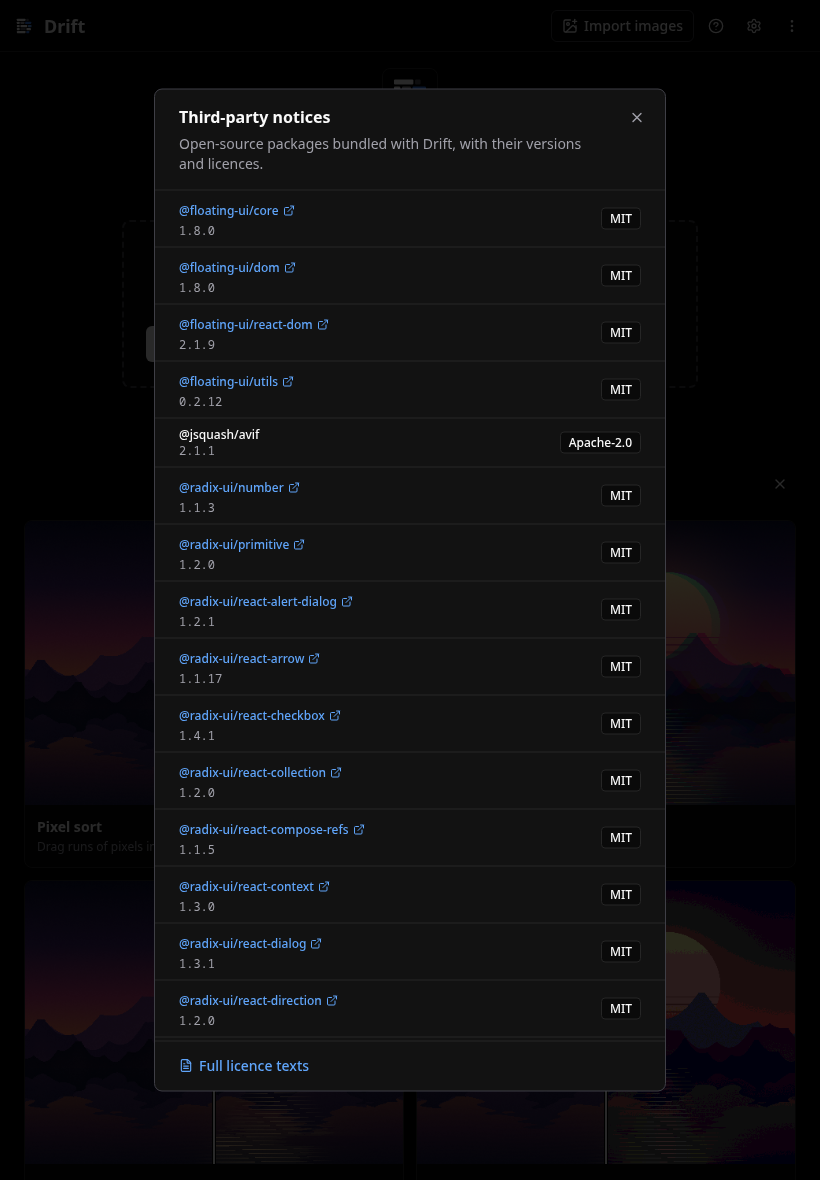 Drift
Import images
Third-party notices
Open-source packages bundled with Drift, with their versions
and licences.
@floating-ui/core
1.8.0
MIT
@floating-ui/dom
1.8.0
MIT
@floating-ui/react-dom
2.1.9
MIT
@floating-ui/utils
0.2.12
MIT
@jsquash/avif
2.1.1
Apache-2.0
@radix-ui/number
1.1.3
MIT
@radix-ui/primitive
1.2.0
MIT
@radix-ui/react-alert-dialog
1.2.1
MIT
@radix-ui/react-arrow
1.1.17
MIT
@radix-ui/react-checkbox
1.4.1
MIT
@radix-ui/react-collection
1.2.0
MIT
@radix-ui/react-compose-refs
1.1.5
MIT
@radix-ui/react-context
1.3.0
MIT
@radix-ui/react-dialog
1.3.1
MIT
@radix-ui/react-direction
1.2.0
MIT
Full licence texts
Pixel sort
Drag runs of pixels